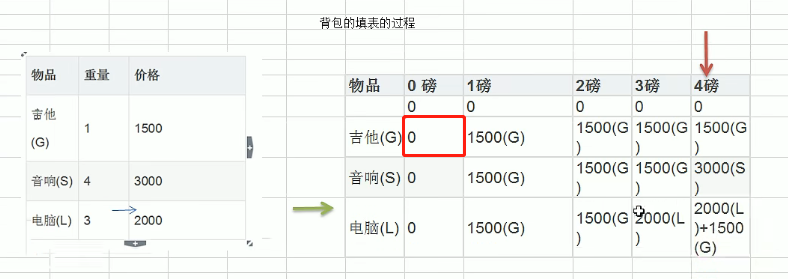 背包的填表的过程
物品 重量 价格
吉他
(G) 1 1500
音响(S) 4 3000
电脑(L) 3 2000
物品 0 磅 1磅 2磅 3磅 4磅
0 0 0 0 0
吉他(G) 0 1500(G) 1500(G) 1500(G) 1500(G)
音响(S) 0 1500(G) 1500(G) 1500(G) 3000(S)
电脑(L) 0 1500(G) 1500(G) 2000(L) 2000(L)+1500(G)